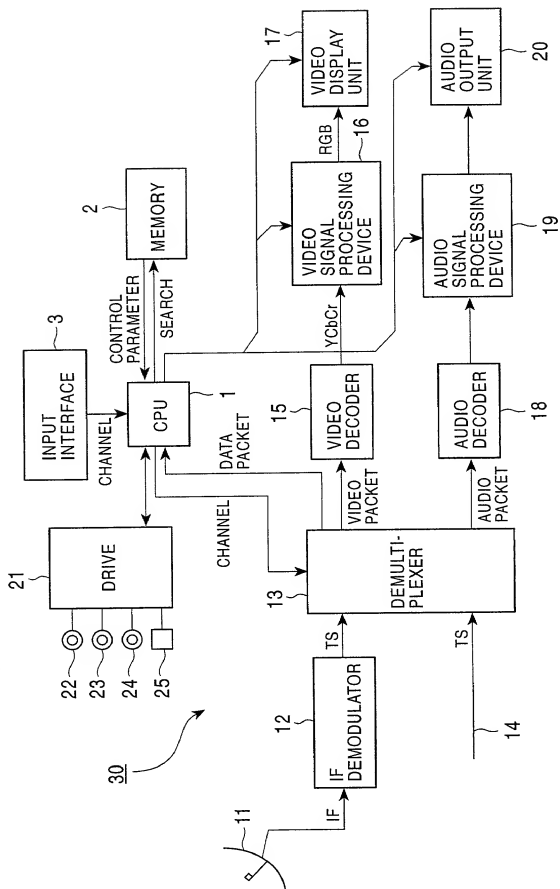 30
11
IF
12
IF
DEMODULATOR
TS
14
TS
13
DEMULTI-
PLEXER
21
DRIVE
22
23
24
25
3
INPUT
INTERFACE
CHANNEL
CPU
1
2
MEMORY
CONTROL
PARAMETER
SEARCH
CHANNEL
DATA
PACKET
VIDEO
PACKET
AUDIO
PACKET
15
VIDEO DECODER
18
AUDIO DECODER
YCbCr
16
VIDEO
SIGNAL
PROCESSING
DEVICE
RGB
17
VIDEO
DISPLAY
UNIT
19
AUDIO
SIGNAL
PROCESSING
DEVICE
20
AUDIO
OUTPUT
UNIT